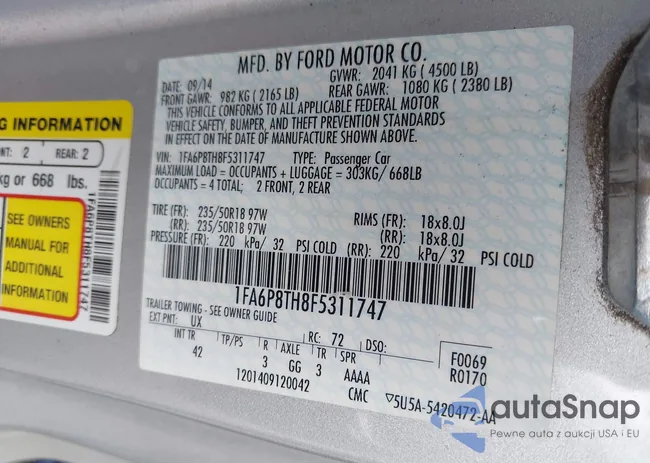 MFD. BY FORD MOTOR CO.
DATE: 09/14
GVWR: 2041 KG ( 4500 LB)
FRONT GAWR: 982 KG ( 2165 LB)
REAR GAWR: 1080 KG ( 2380 LB)
THIS VEHICLE CONFORMS TO ALL APPLICABLE FEDERAL MOTOR
VEHICLE SAFETY, BUMPER, AND THEFT PREVENTION STANDARDS
IN EFFECT ON THE DATE OF MANUFACTURE SHOWN ABOVE.
VIN: 1FA6P8TH8F5311747 TYPE: Passenger Car
MAXIMUM LOAD = OCCUPANTS + LUGGAGE = 303KG/ 668LB
OCCUPANTS = 4 TOTAL; 2 FRONT, 2 REAR
TIRE (FR): 235/50R18 97W RIMS (FR): 18x8.0J
(RR): 235/50R18 97W (RR): 18x8.0J
PRESSURE (FR): 220 kPa/ 32 PSI COLD (RR): 220 kPa/ 32 PSI COLD
1FA6P8TH8F5311747
TRAILER TOWING - SEE OWNER GUIDE
EXT PNT: UX RC: 72 DSO:
INT TR TP/PS R AXLE TR SPR
42 3 GG 3 AAAA
1201409120042 CMC
F0069
R0170
▽5U5A-5420472-AA
G INFORMATION
NT: 2 REAR: 2
kg or 668 lbs.
SEE OWNERS
MANUAL FOR
ADDITIONAL
INFORMATION
1FA6P8TH8F5311747
autaSnap
Pewne auta z aukcji USA i EU